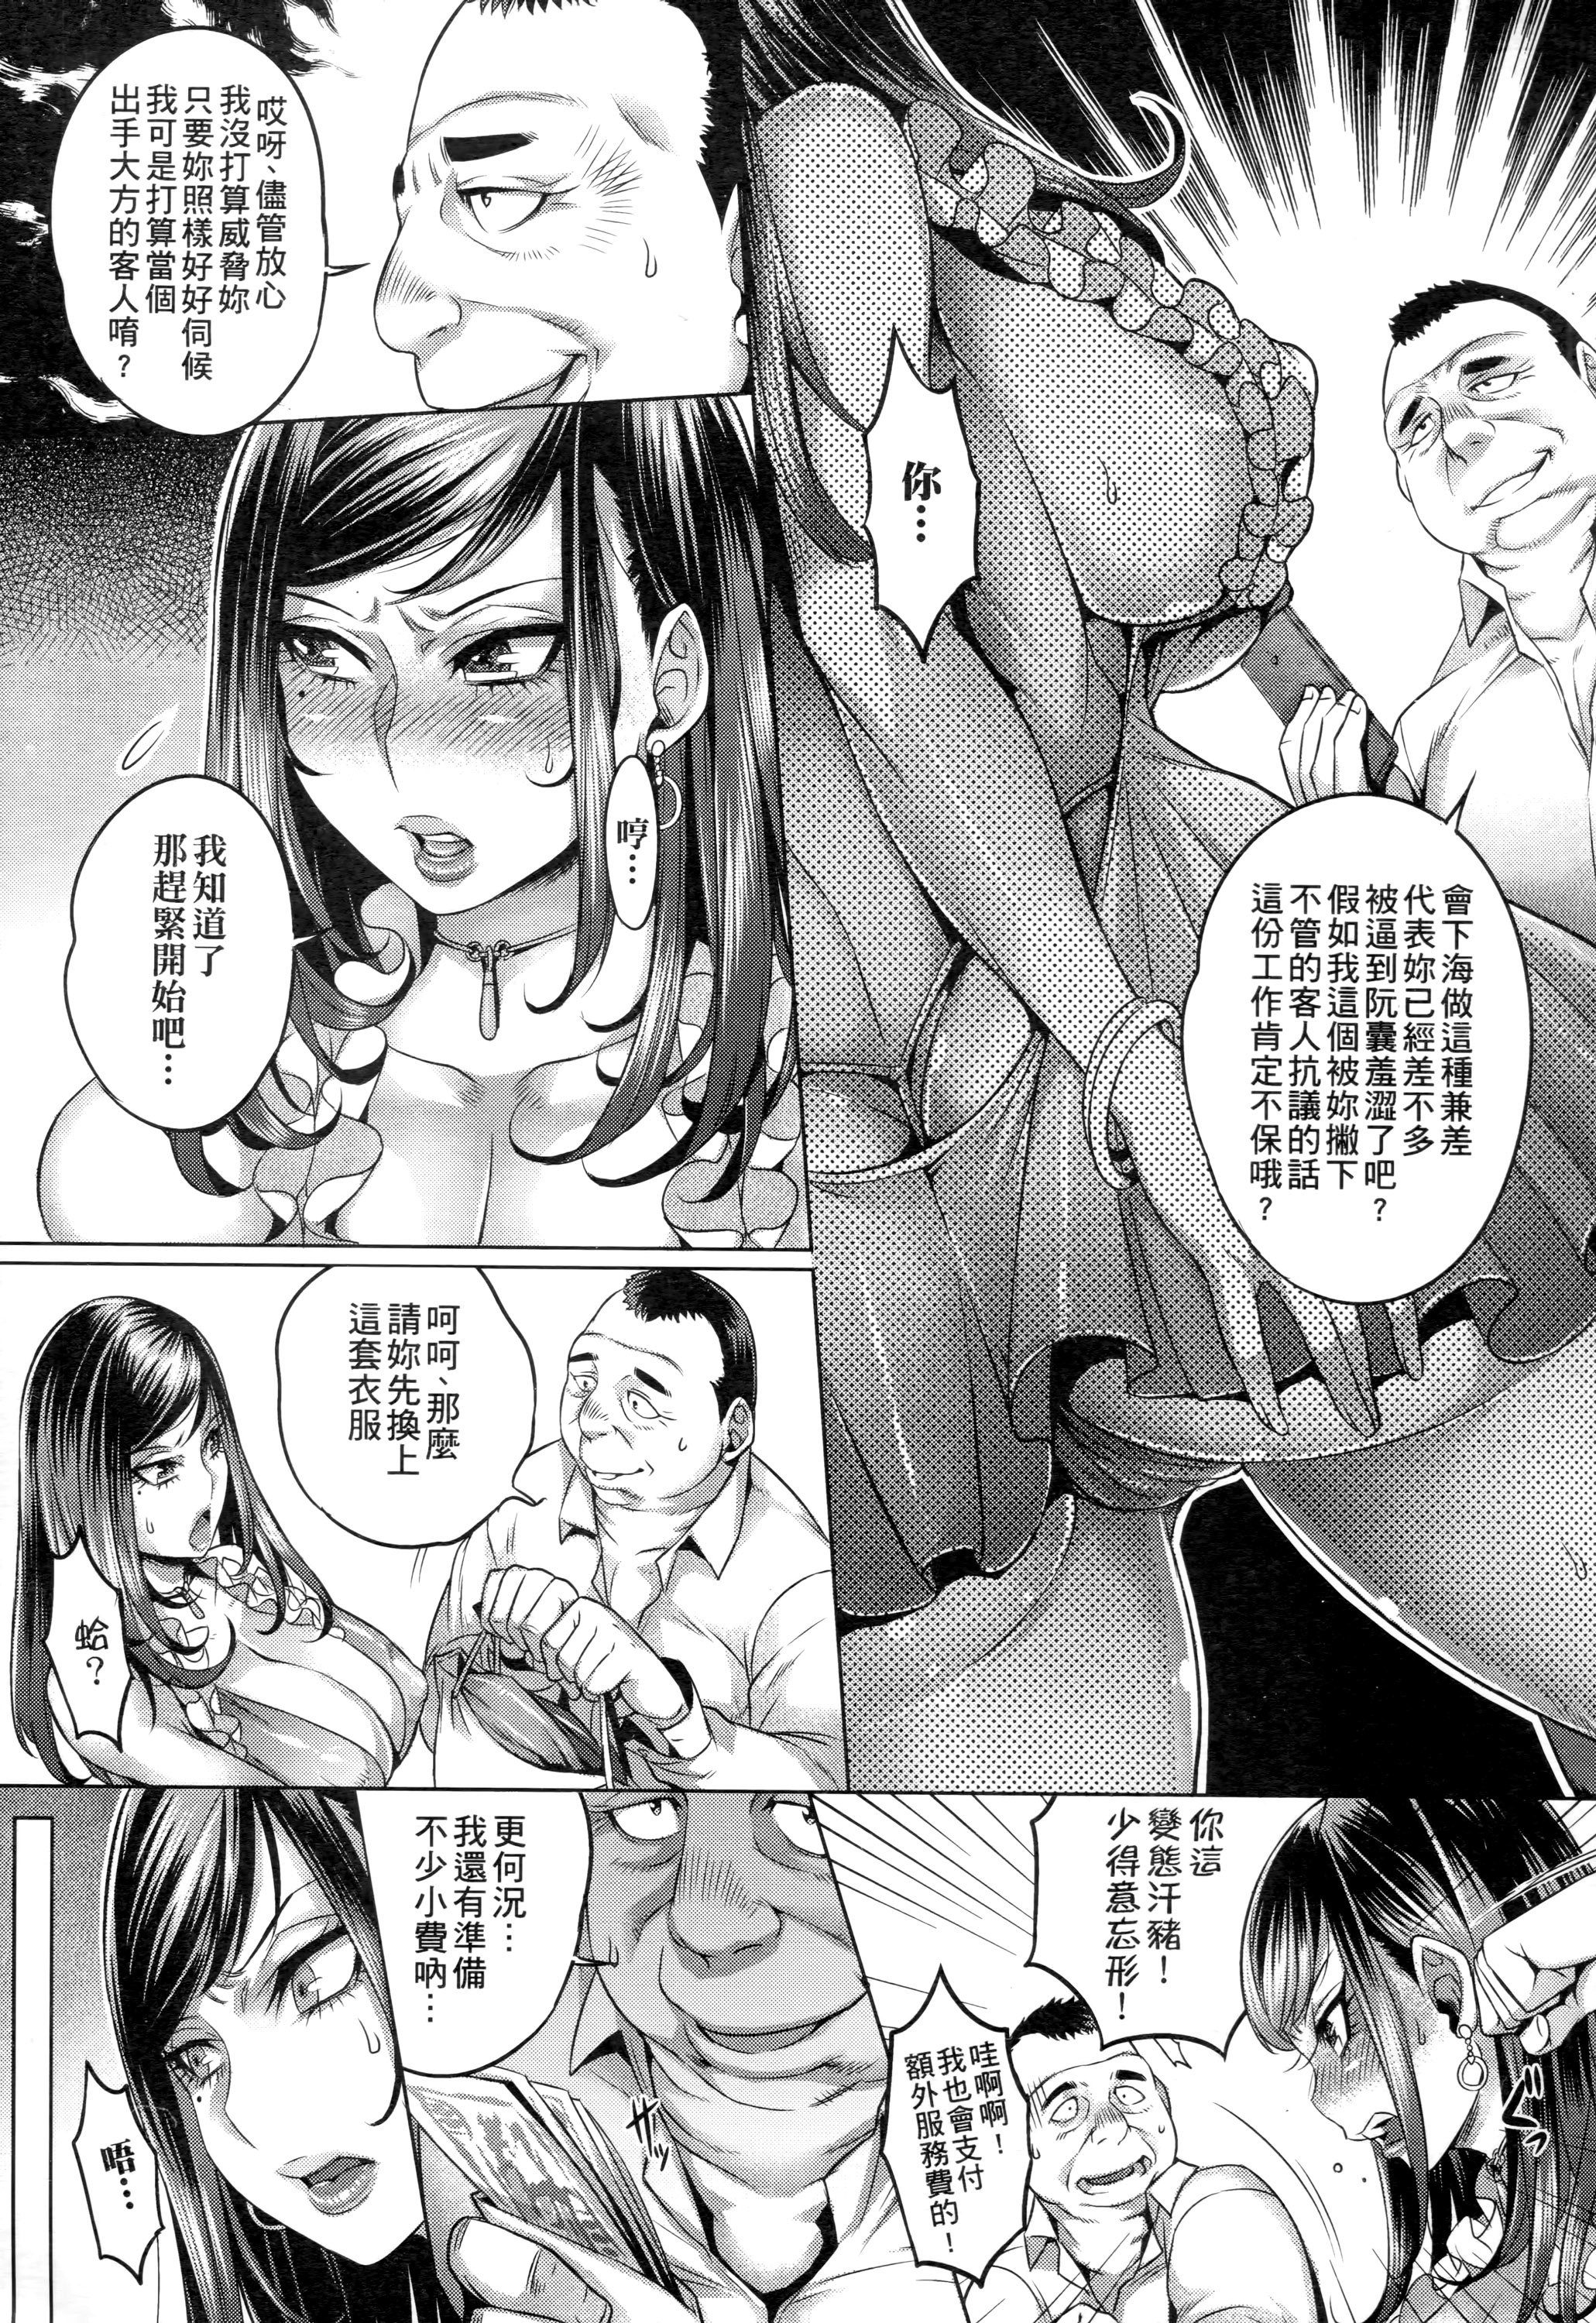 會下海做這種兼差
代表妳已經差不多
被逼到阮囊羞澀了吧？
假如我這個被妳撇下
不管的客人抗議的話
這份工作肯定不保哦？
你…
哎呀、儘管放心
我沒打算威脅妳
只要妳照樣好好伺候
我可是打算當個
出手大方的客人唷？
哼…
我知道了
那趕緊開始吧…
呵呵、那麼
請妳先換上
這套衣服
蛤？
你這
變態汗豬！
少得意忘形！
哇啊啊！
我也會支付
額外服務費的！
更何況…
我還有準備
不少小費吶…
唔…